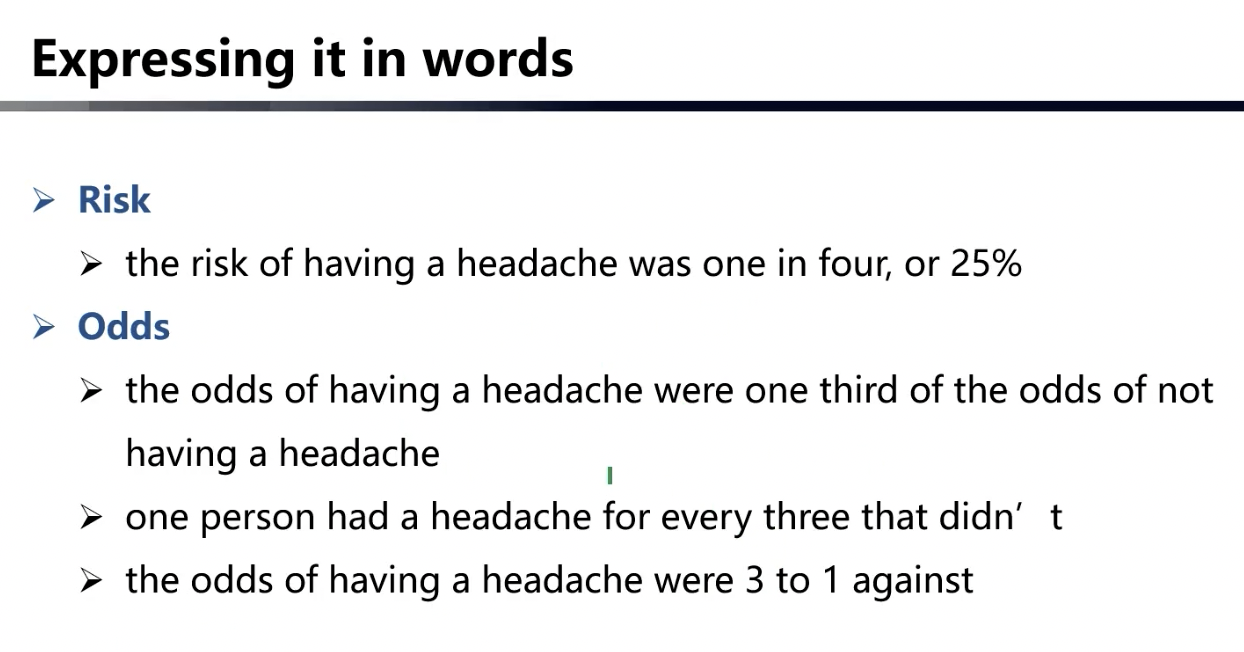 Expressing it in words
➢ Risk
➢ the risk of having a headache was one in four, or 25%
➢ Odds
➢ the odds of having a headache were one third of the odds of not
having a headache
➢ one person had a headache for every three that didn’ t
➢ the odds of having a headache were 3 to 1 against